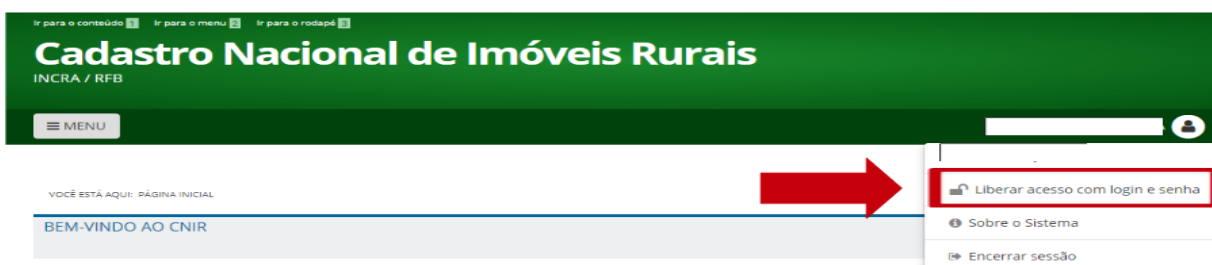 Ir para o conteúdo 1 Ir para o menu 2 Ir para o rodapé 3
Cadastro Nacional de Imóveis Rurais
INCRA / RFB
MENU
Liberar acesso com login e senha
VOCÊ ESTÁ AQUI: PÁGINA INICIAL
BEM-VINDO AO CNIR
Sobre o Sistema
Encerrar sessão